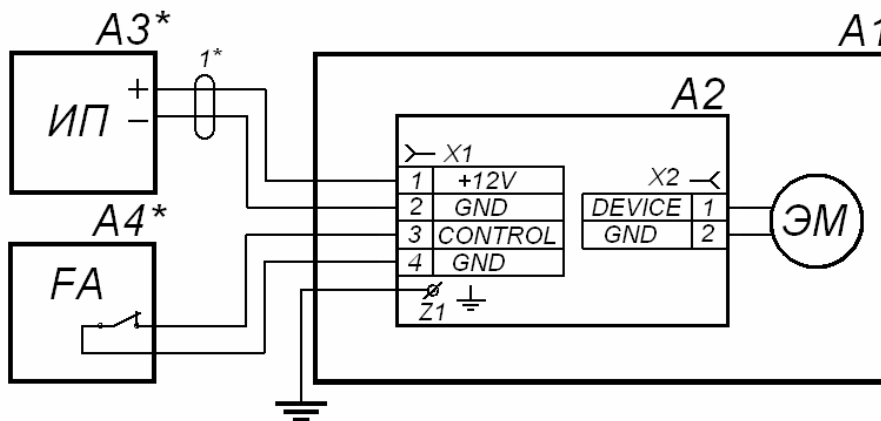 A3*
1*
A1
ИП
+
−
A2
X1
1 +12V
2 GND
3 CONTROL
4 GND
X2
DEVICE 1
GND 2
ЭМ
A4*
FA
Z1